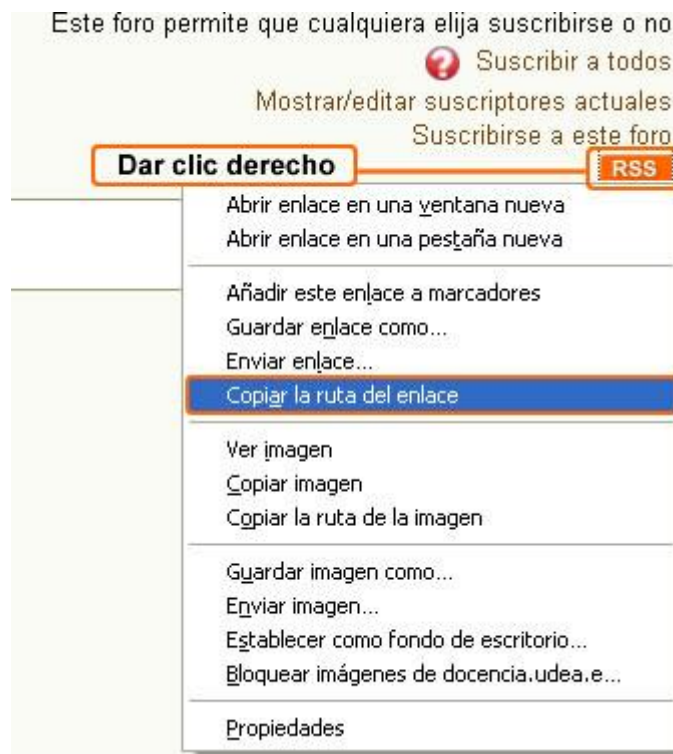 Este foro permite que cualquiera elija suscribirse o no
Suscribir a todos
Mostrar/editar suscriptores actuales
Suscribirse a este foro
Dar clic derecho
RSS
Abrir enlace en una ventana nueva
Abrir enlace en una pestaña nueva
Añadir este enlace a marcadores
Guardar enlace como...
Enviar enlace...
Copiar la ruta del enlace
Ver imagen
Copiar imagen
Copiar la ruta de la imagen
Guardar imagen como...
Enviar imagen...
Establecer como fondo de escritorio...
Bloquear imágenes de docencia.udea.e...
Propiedades